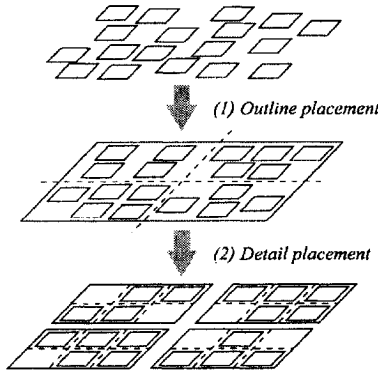 (1) Outline placement
(2) Detail placement